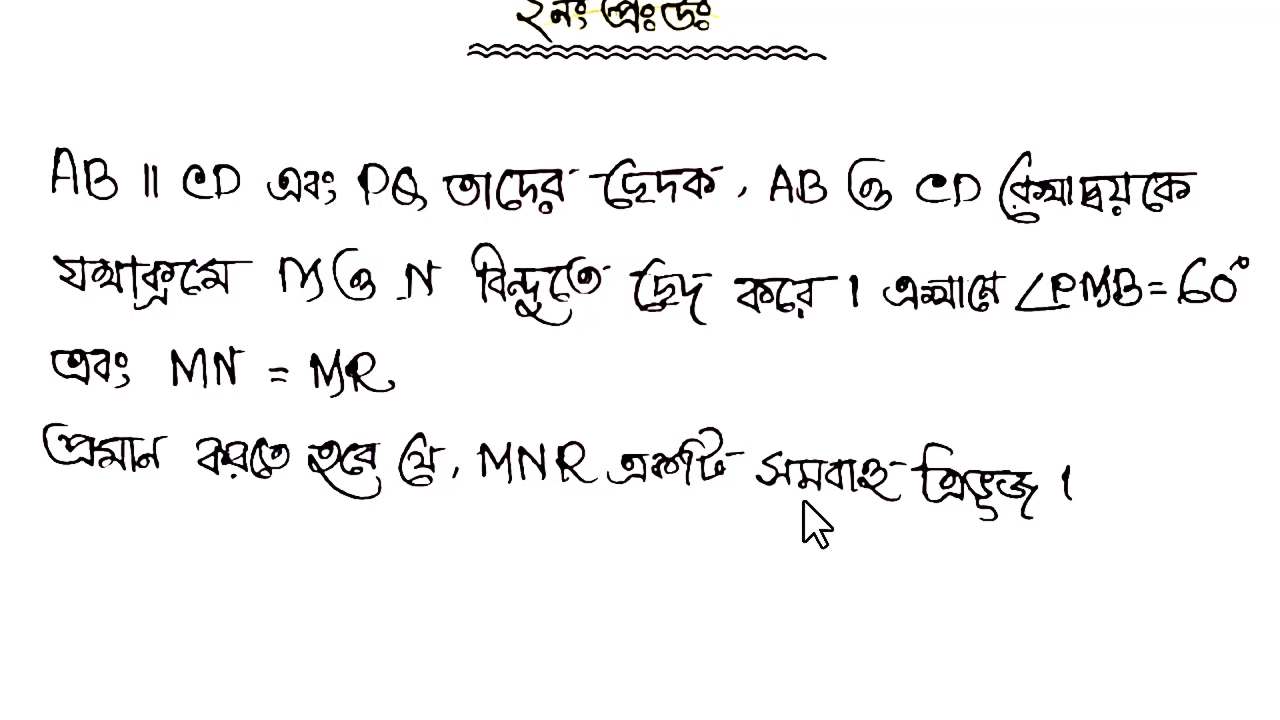 ২নং প্রঃ উঃ
AB || CD এবং PQ তাদের ছেদক, AB ও CD রেখাদ্বয়কে
যথাক্রমে M ও N বিন্দুতে ছেদ করে । এখানে ∠PMB = 60°
এবং MN = MR
প্রমান করতে হবে যে, MNR একটি সমবাহু ত্রিভুজ ।